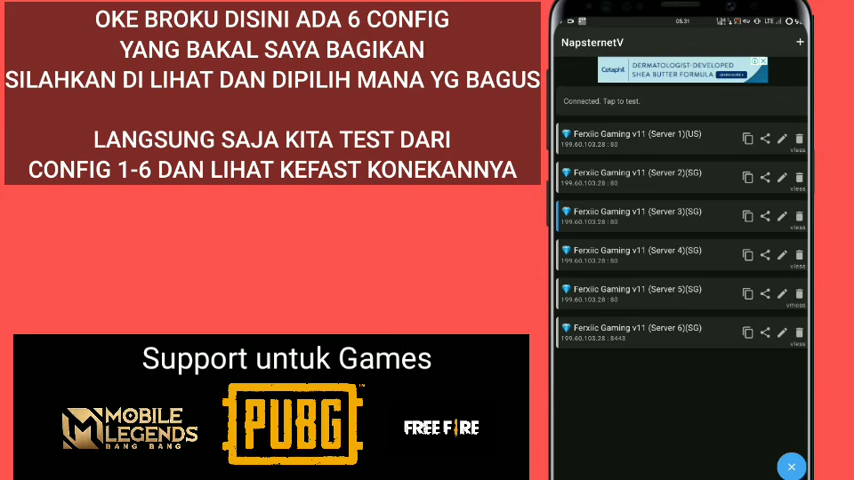 OKE BROKU DISINI ADA 6 CONFIG
YANG BAKAL SAYA BAGIKAN
SILAHKAN DI LIHAT DAN DIPILIH MANA YG BAGUS
LANGSUNG SAJA KITA TEST DARI
CONFIG 1-6 DAN LIHAT KEFAST KONEKANNYA
Support untuk Games
MOBILE
LEGENDS
BANG BANG
PUBG
FREE FIRE
05.31
LTE
NapsternetV
Cetaphil
DERMATOLOGIST-DEVELOPED
SHEA BUTTER FORMULA
Connected. Tap to test.
Ferxiic Gaming v11 (Server 1)(US)
199.60.103.28 : 80
vless
Ferxiic Gaming v11 (Server 2)(SG)
199.60.103.28 : 80
vless
Ferxiic Gaming v11 (Server 3)(SG)
199.60.103.28 : 80
vless
Ferxiic Gaming v11 (Server 4)(SG)
199.60.103.28 : 80
vless
Ferxiic Gaming v11 (Server 5)(SG)
199.60.103.28 : 80
vmess
Ferxiic Gaming v11 (Server 6)(SG)
199.60.103.28 : 8443
vless